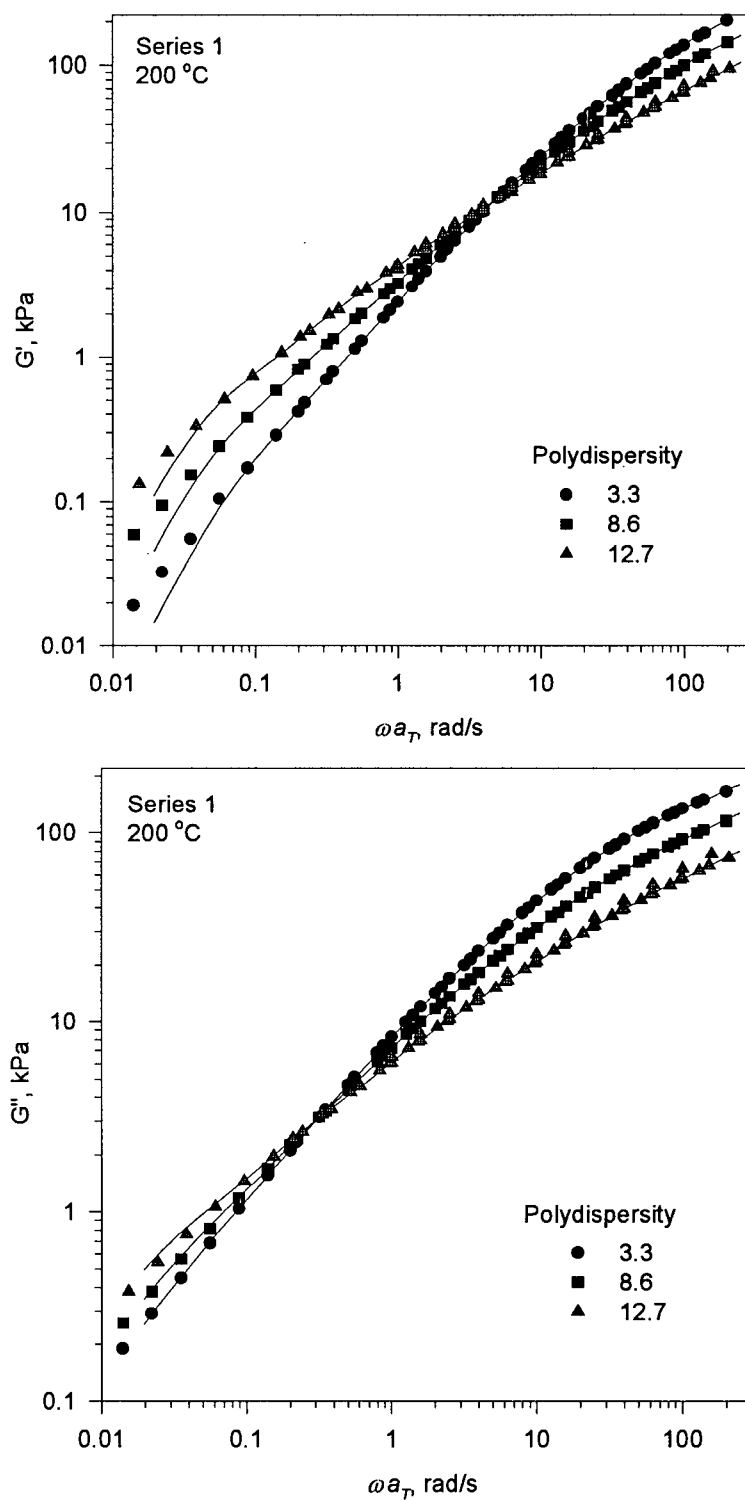 Series 1
200 °C
100
10
1
0.1
0.01
G', kPa
Polydispersity
3.3
8.6
12.7
0.01 0.1 1 10 100
ωa_T, rad/s
Series 1
200 °C
100
10
1
0.1
G", kPa
Polydispersity
3.3
8.6
12.7
0.01 0.1 1 10 100
ωa_T, rad/s